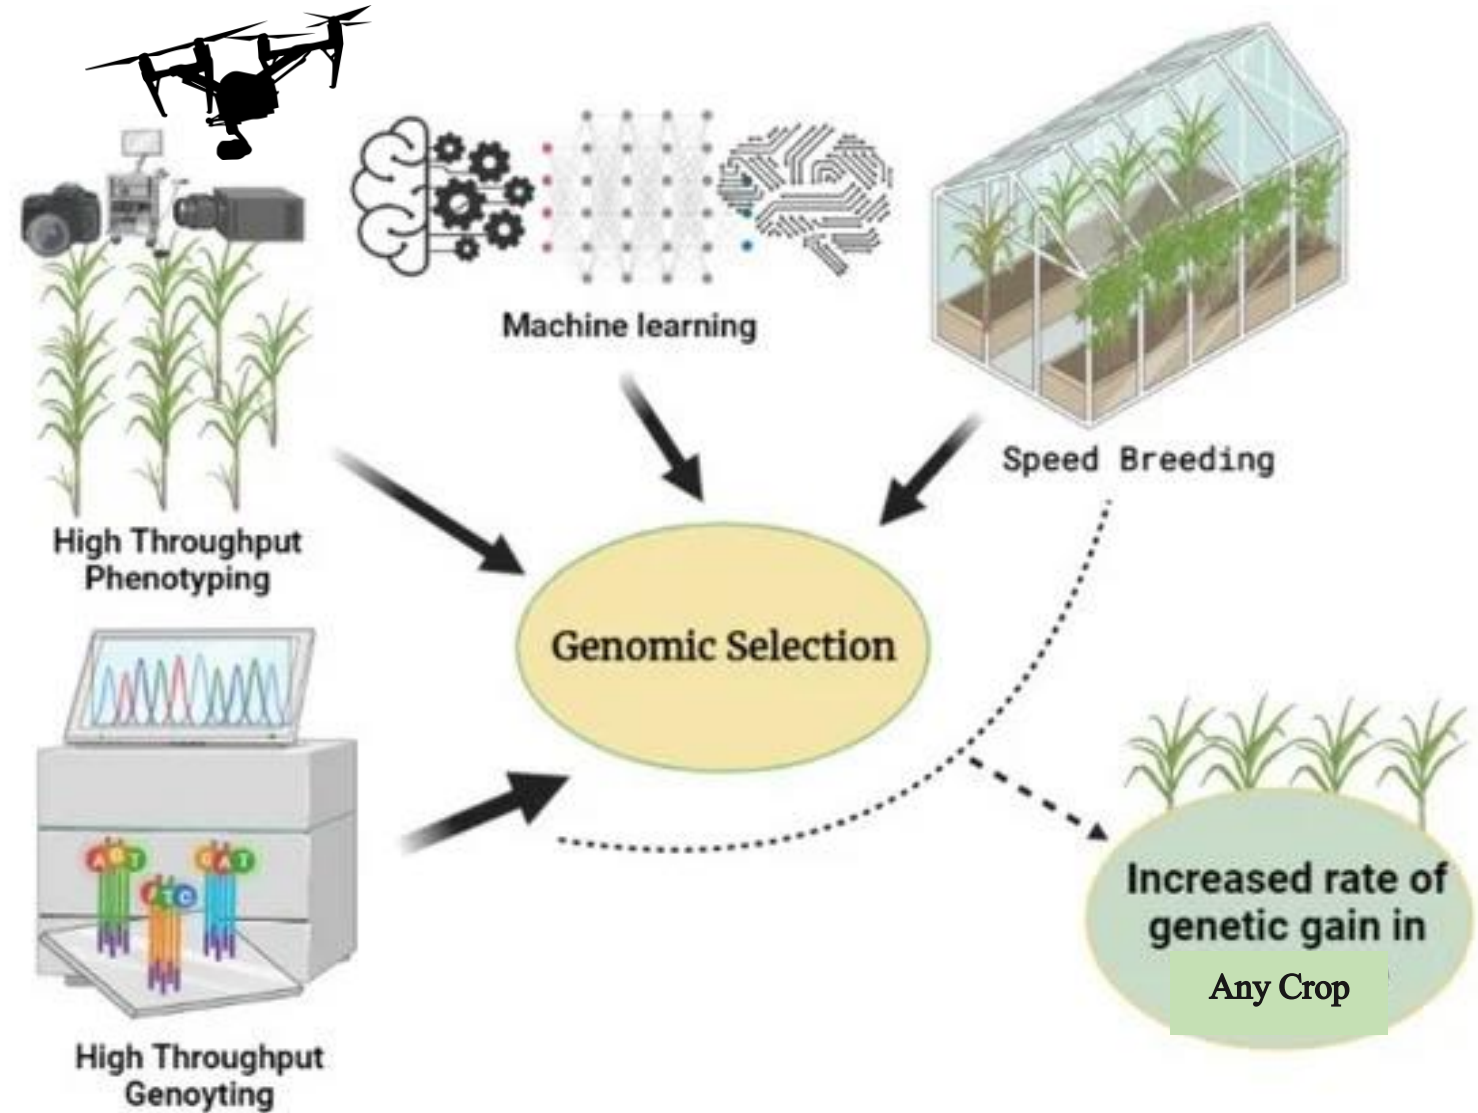 Machine learning
Speed Breeding
High Throughput
Phenotyping
Genomic Selection
A G T
G A T
A T C
Increased rate of
genetic gain in
Any Crop
High Throughput
Genoyting